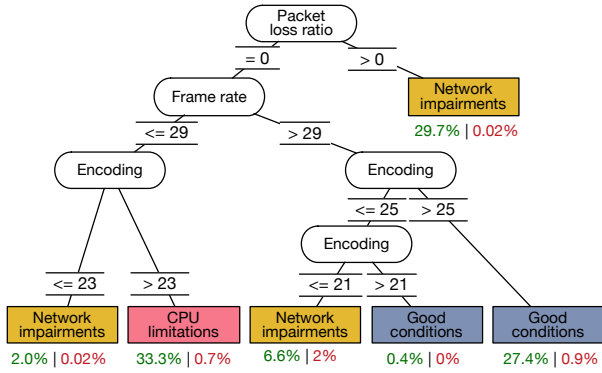 Packet
loss ratio
= 0
> 0
Frame rate
Network
impairments
29.7% | 0.02%
<= 29
> 29
Encoding
Encoding
<= 25
> 25
Encoding
<= 23
> 23
<= 21
> 21
Network
impairments
CPU
limitations
Network
impairments
Good
conditions
Good
conditions
2.0% | 0.02%
33.3% | 0.7%
6.6% | 2%
0.4% | 0%
27.4% | 0.9%